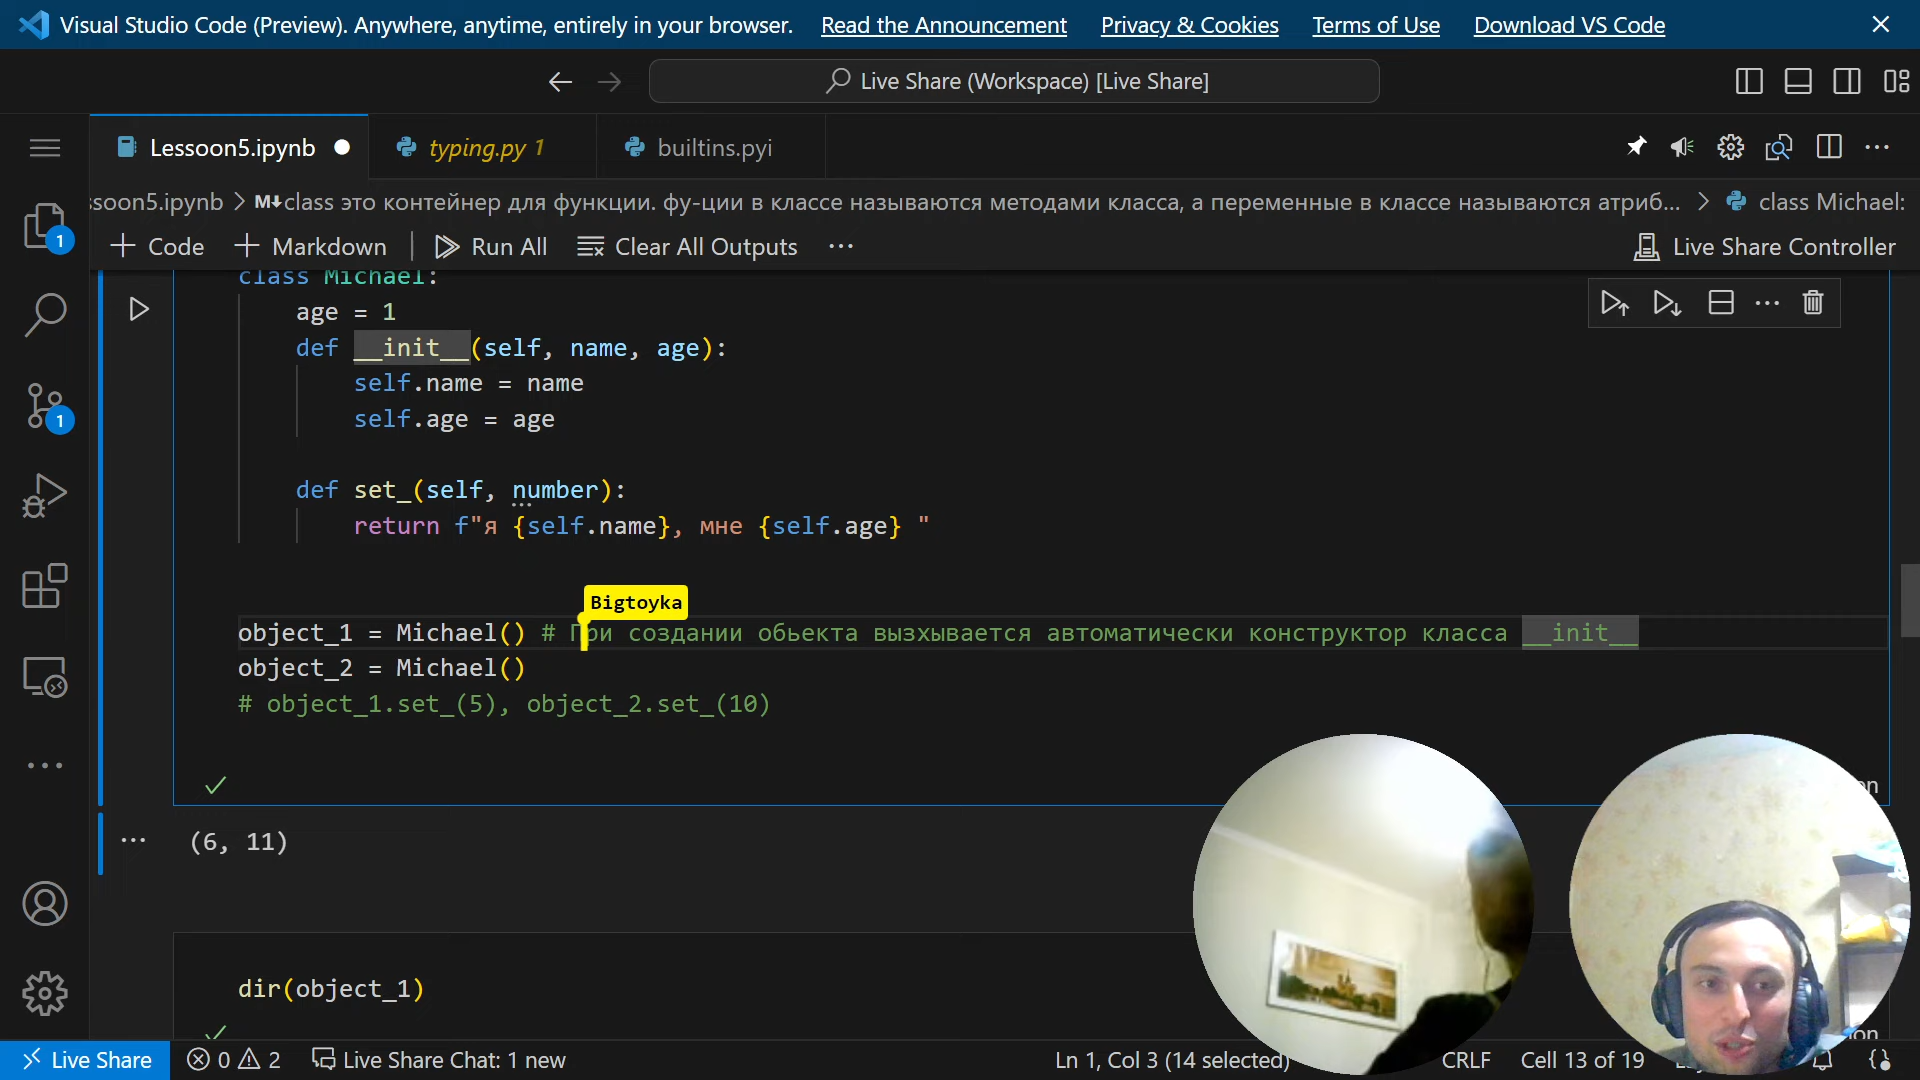 Visual Studio Code (Preview). Anywhere, anytime, entirely in your browser. Read the Announcement Privacy & Cookies Terms of Use Download VS Code
Live Share (Workspace) [Live Share]
Lessoon5.ipynb typing.py 1 builtins.pyi
ssoon5.ipynb > M↓class это контейнер для функции. фу-ции в классе называются методами класса, а переменные в классе называются атриб... > class Michael:
+ Code + Markdown | Run All Clear All Outputs ··· Live Share Controller
class Michael:
age = 1
def __init__(self, name, age):
self.name = name
self.age = age
def set_(self, number):
return f"я {self.name}, мне {self.age} "
Bigtoyka
object_1 = Michael() # При создании обьекта вызхывается автоматически конструктор класса __init__
object_2 = Michael()
# object_1.set_(5), object_2.set_(10)
(6, 11)
dir(object_1)
1
1
Live Share 0 2 Live Share Chat: 1 new Ln 1, Col 3 (14 selected) CRLF Cell 13 of 19